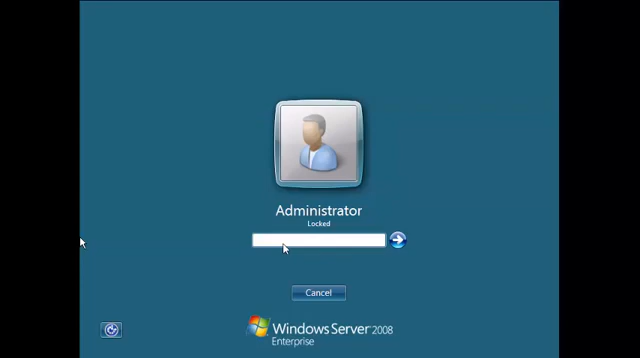 Administrator
Locked
Cancel
Windows Server 2008
Enterprise